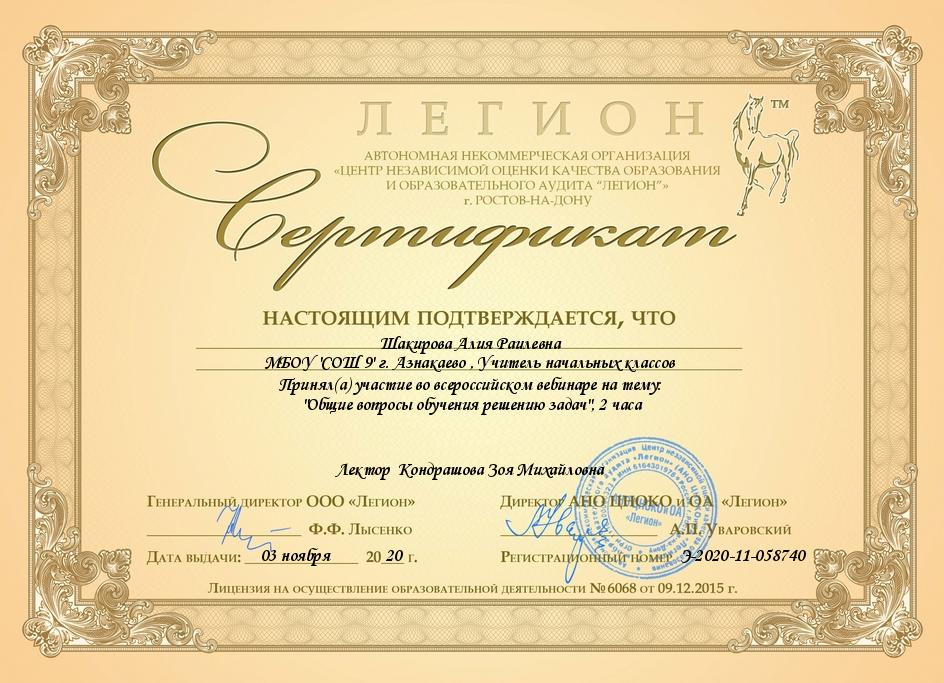 ЛЕГИОН ™
АВТОНОМНАЯ НЕКОММЕРЧЕСКАЯ ОРГАНИЗАЦИЯ
«ЦЕНТР НЕЗАВИСИМОЙ ОЦЕНКИ КАЧЕСТВА ОБРАЗОВАНИЯ
И ОБРАЗОВАТЕЛЬНОГО АУДИТА “ЛЕГИОН”»
г. РОСТОВ-НА-ДОНУ
Сертификат
НАСТОЯЩИМ ПОДТВЕРЖДАЕТСЯ, ЧТО
Шакирова Алия Раилевна
МБОУ 'СОШ 9' г. Азнакаево , Учитель начальных классов
Принял(а) участие во всероссийском вебинаре на тему:
"Общие вопросы обучения решению задач", 2 часа
Лектор Кондрашова Зоя Михайловна
Генеральный директор ООО «Легион»
Директор АНО ЦНОКО и ОА «Легион»
Ф.Ф. Лысенко
А.П. Уваровский
Дата выдачи: 03 ноября 20 20 г.
Регистрационный номер Э-2020-11-058740
Лицензия на осуществление образовательной деятельности №6068 от 09.12.2015 г.
«Легион»